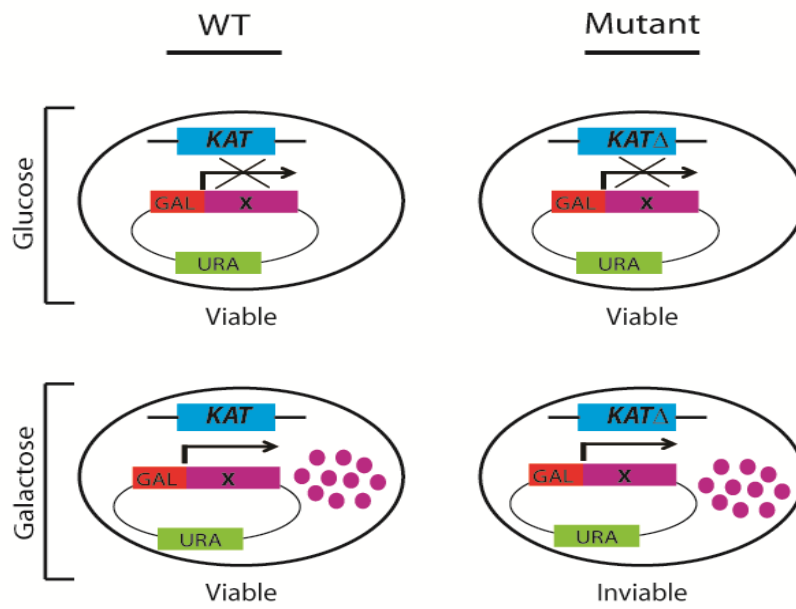 WT
Mutant
Glucose
KAT
GAL
X
URA
Viable
KATΔ
GAL
X
URA
Viable
Galactose
KAT
GAL
X
URA
Viable
KATΔ
GAL
X
URA
Inviable